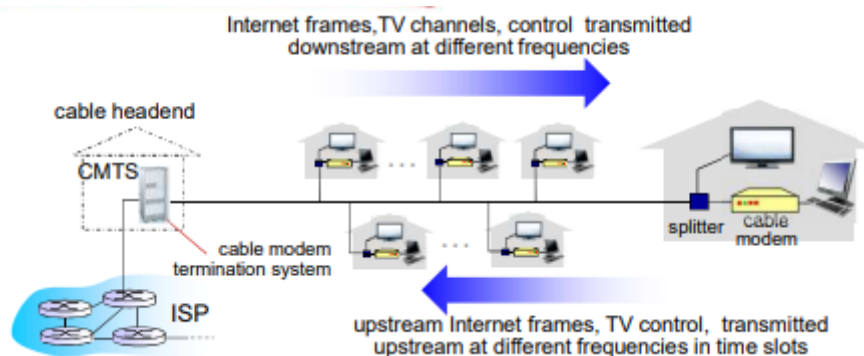 Internet frames,TV channels, control transmitted
downstream at different frequencies
cable headend
CMTS
...
...
splitter
cable
modem
cable modem
termination system
ISP
upstream Internet frames, TV control, transmitted
upstream at different frequencies in time slots